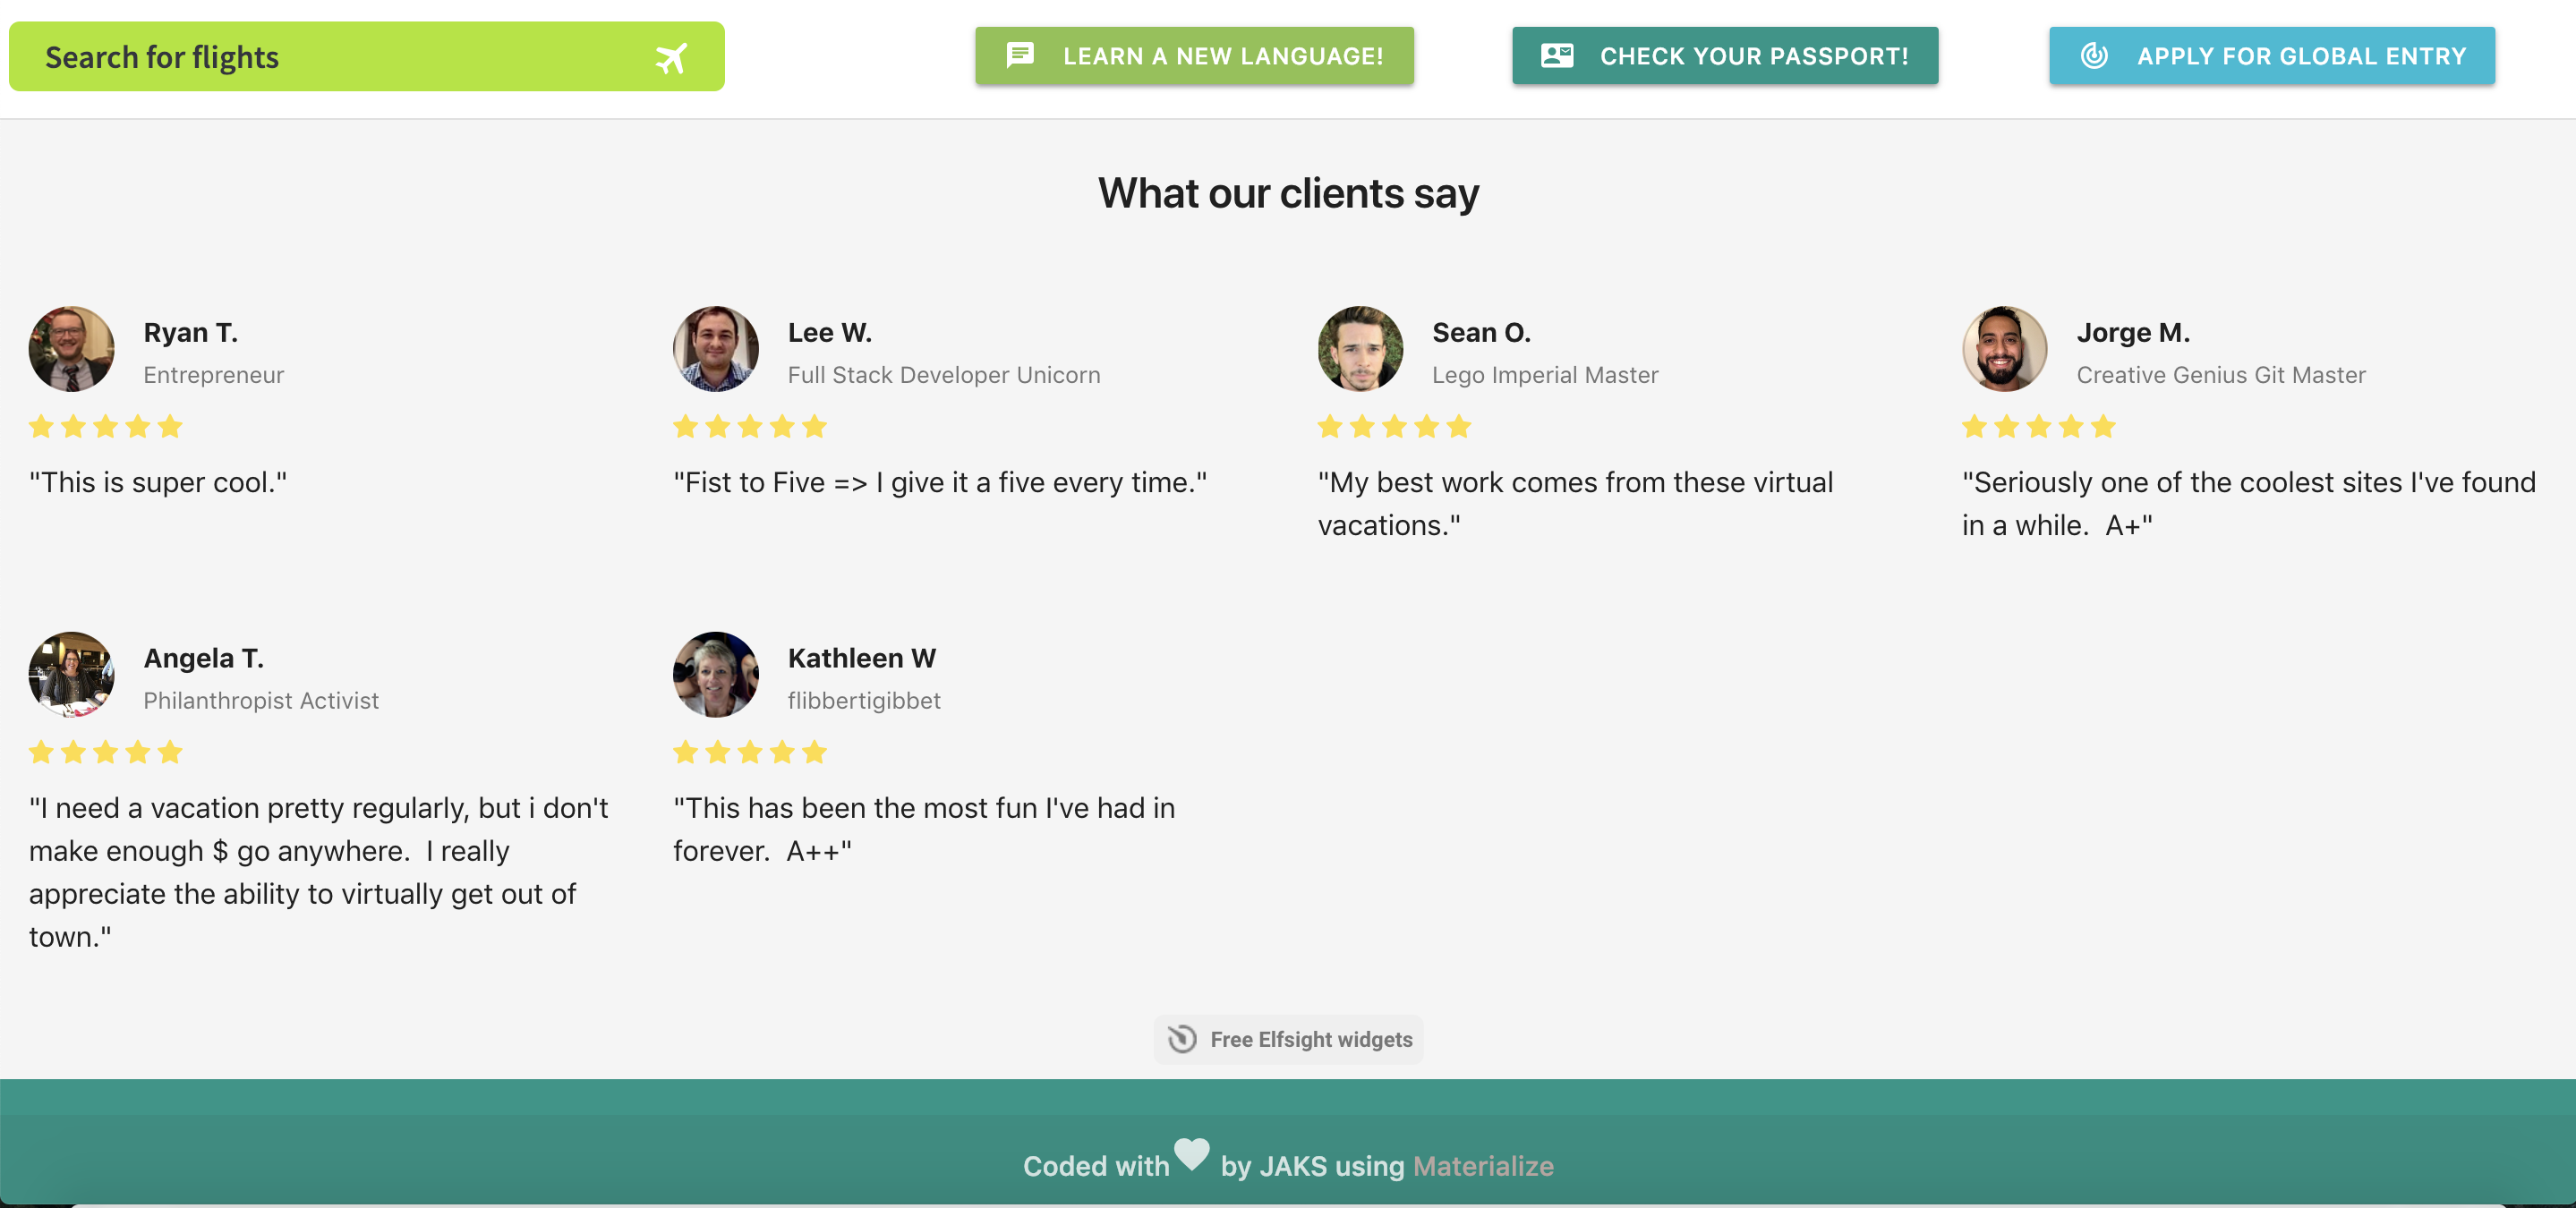 Search for flights
LEARN A NEW LANGUAGE!
CHECK YOUR PASSPORT!
APPLY FOR GLOBAL ENTRY
What our clients say
Ryan T.
Entrepreneur
"This is super cool."
Lee W.
Full Stack Developer Unicorn
"Fist to Five => I give it a five every time."
Sean O.
Lego Imperial Master
"My best work comes from these virtual
vacations."
Jorge M.
Creative Genius Git Master
"Seriously one of the coolest sites I've found
in a while.  A+"
Angela T.
Philanthropist Activist
"I need a vacation pretty regularly, but i don't
make enough $ go anywhere.  I really
appreciate the ability to virtually get out of
town."
Kathleen W
flibbertigibbet
"This has been the most fun I've had in
forever.  A++"
Free Elfsight widgets
Coded with by JAKS using Materialize